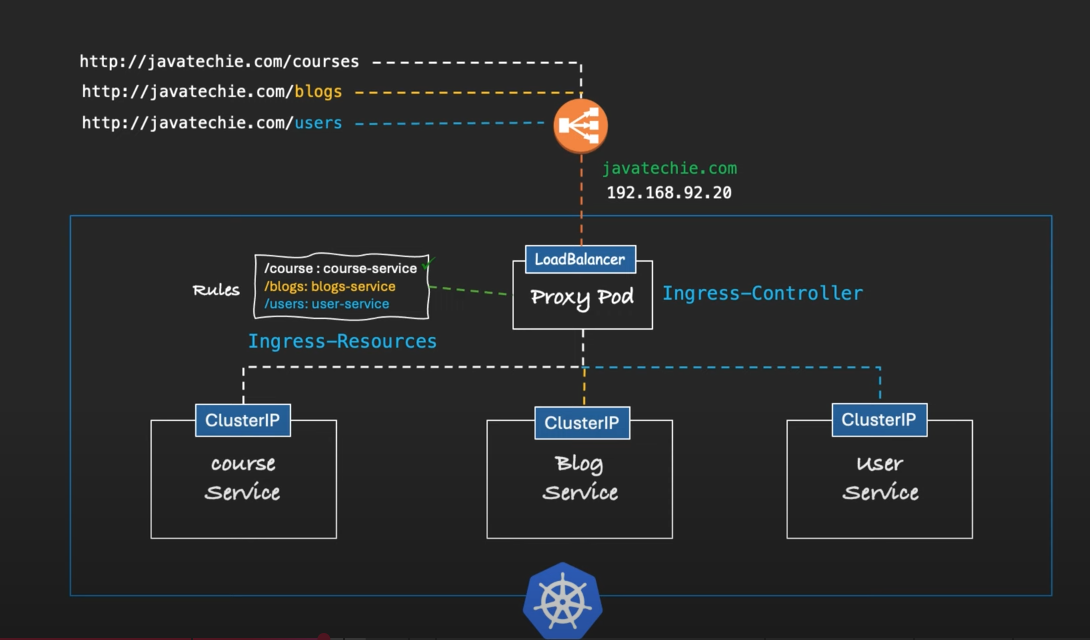 http://javatechie.com/courses
http://javatechie.com/blogs
http://javatechie.com/users
javatechie.com
192.168.92.20
LoadBalancer
Proxy Pod
Ingress-Controller
Rules
/course : course-service
/blogs: blogs-service
/users: user-service
Ingress-Resources
ClusterIP
course
Service
ClusterIP
Blog
Service
ClusterIP
User
Service